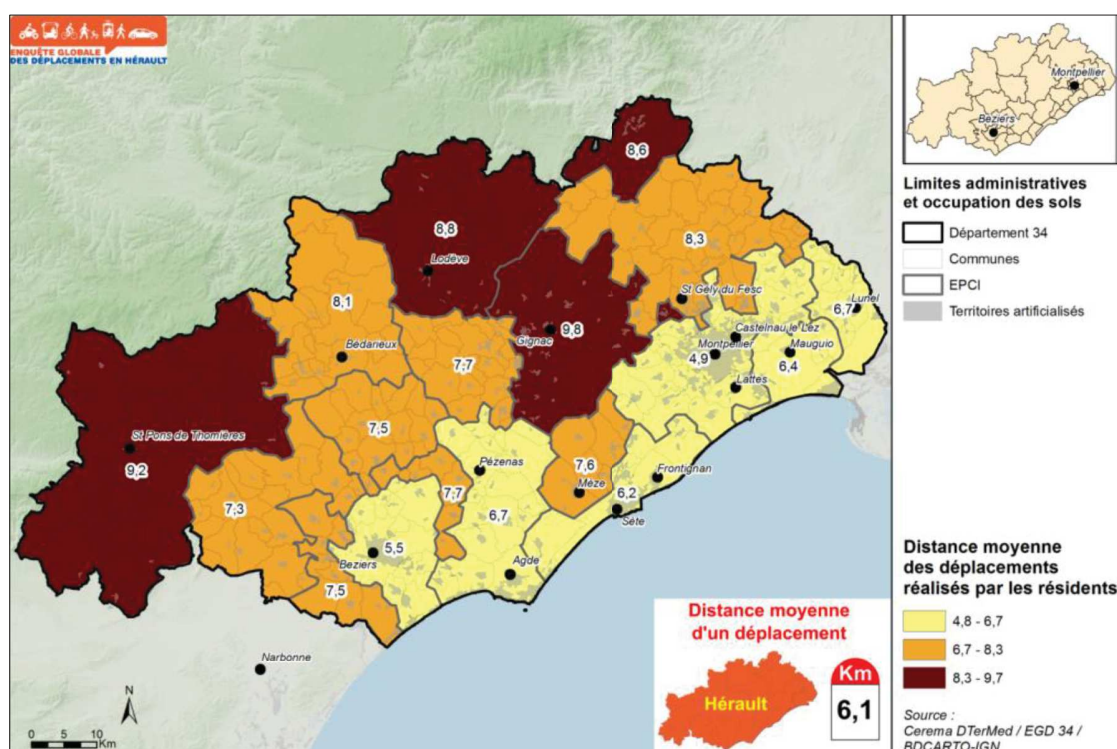 ENQUÊTE GLOBALE
DES DÉPLACEMENTS EN HÉRAULT
8,6
8,8
Lodève
8,3
St Gély du Fesc
8,1
Bédarieux
9,8
Gignac
7,7
6,7
Lunel
Castelnau le Lez
Montpellier
4,9
Mauguio
6,4
Lattes
St Pons de Thomières
9,2
7,5
Pézenas
7,6
Mèze
Frontignan
6,2
Sète
7,3
7,7
6,7
5,5
Beziers
Agde
7,5
Narbonne
N
0 5 10
Km
Distance moyenne
d'un déplacement
Hérault
Km
6,1
Montpellier
Béziers
Limites administratives
et occupation des sols
Département 34
Communes
EPCI
Territoires artificialisés
Distance moyenne
des déplacements
réalisés par les résidents
4,8 - 6,7
6,7 - 8,3
8,3 - 9,7
Source :
Cerema DTerMed / EGD 34 /
BDCARTO-IGN